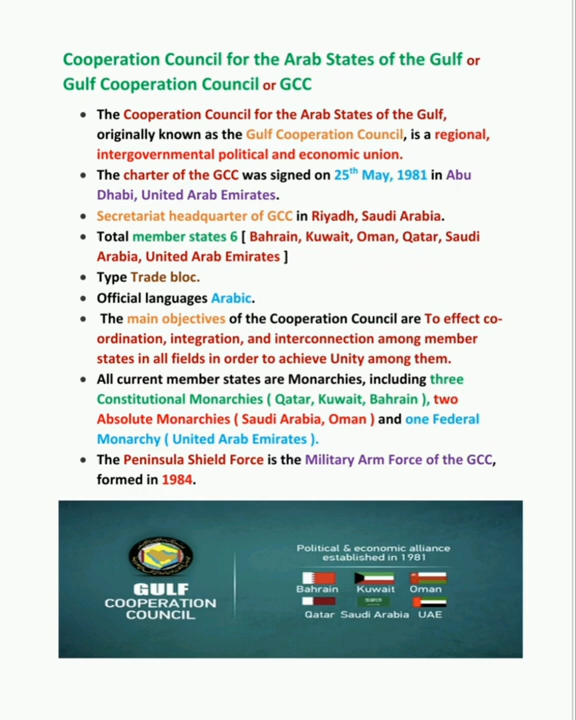 Cooperation Council for the Arab States of the Gulf or
Gulf Cooperation Council or GCC
• The Cooperation Council for the Arab States of the Gulf,
originally known as the Gulf Cooperation Council, is a regional,
intergovernmental political and economic union.
• The charter of the GCC was signed on 25th May, 1981 in Abu
Dhabi, United Arab Emirates.
• Secretariat headquarter of GCC in Riyadh, Saudi Arabia.
• Total member states 6 [ Bahrain, Kuwait, Oman, Qatar, Saudi
Arabia, United Arab Emirates ]
• Type Trade bloc.
• Official languages Arabic.
• The main objectives of the Cooperation Council are To effect co-
ordination, integration, and interconnection among member
states in all fields in order to achieve Unity among them.
• All current member states are Monarchies, including three
Constitutional Monarchies ( Qatar, Kuwait, Bahrain ), two
Absolute Monarchies ( Saudi Arabia, Oman ) and one Federal
Monarchy ( United Arab Emirates ).
• The Peninsula Shield Force is the Military Arm Force of the GCC,
formed in 1984.
GULF
COOPERATION
COUNCIL
Political & economic alliance
established in 1981
Bahrain Kuwait Oman
Qatar Saudi Arabia UAE